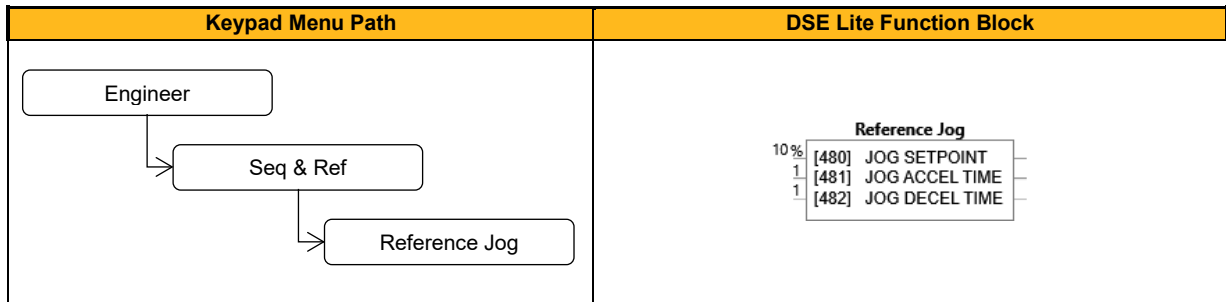 Keypad Menu Path
DSE Lite Function Block
Engineer
Seq & Ref
Reference Jog
Reference Jog
10% [480] JOG SETPOINT
1 [481] JOG ACCEL TIME
1 [482] JOG DECEL TIME